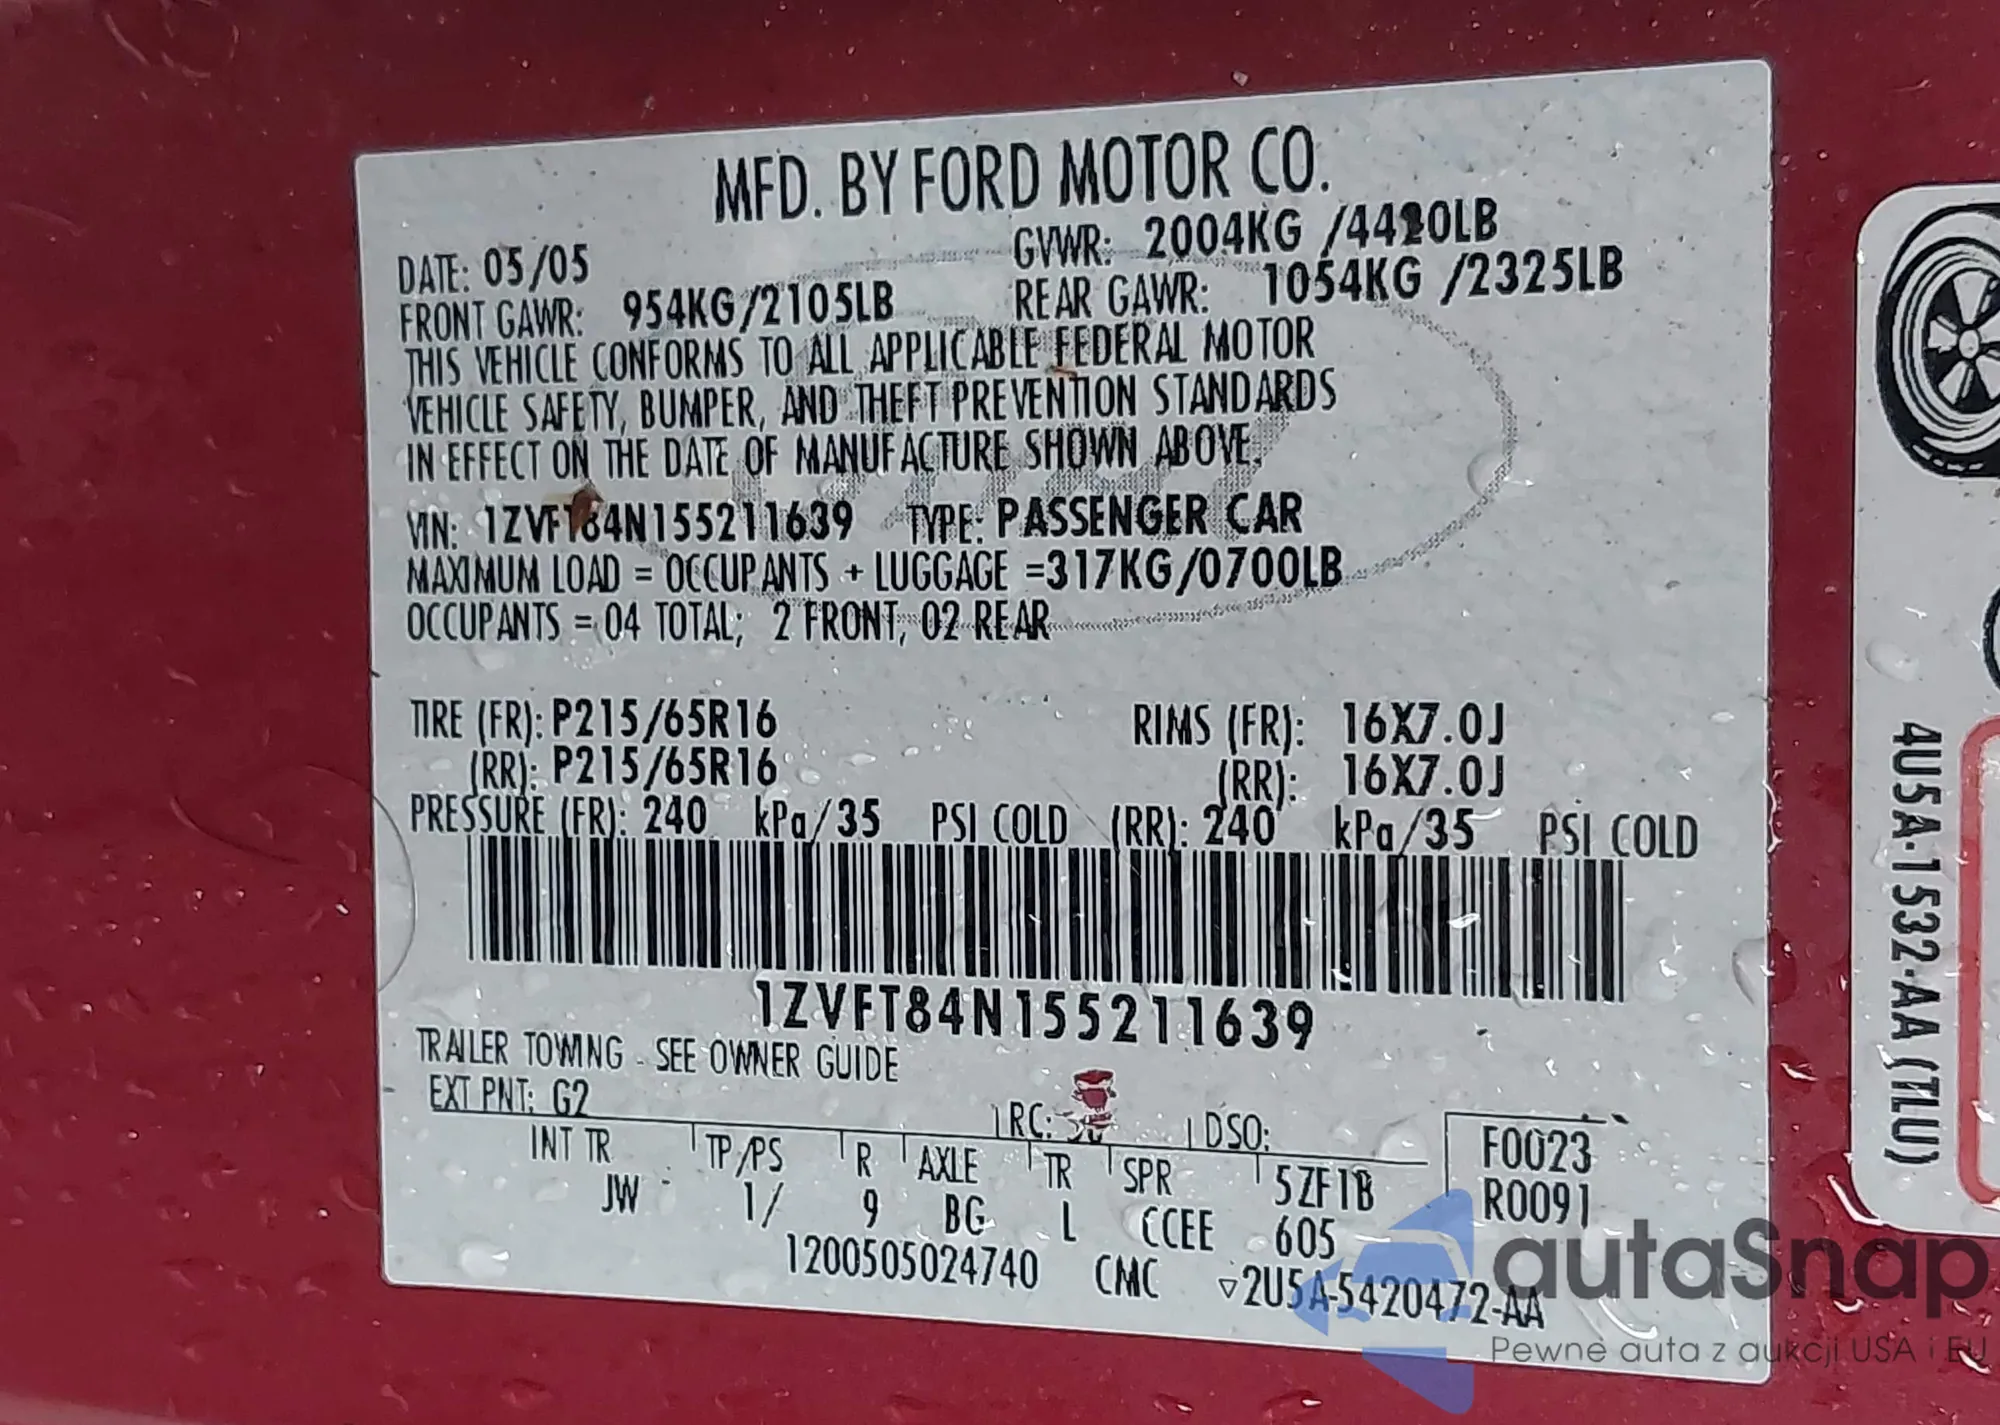 MFD. BY FORD MOTOR CO.
DATE: 05/05 GVWR: 2004KG /4420LB
FRONT GAWR: 954KG/2105LB REAR GAWR: 1054KG /2325LB
THIS VEHICLE CONFORMS TO ALL APPLICABLE FEDERAL MOTOR
VEHICLE SAFETY, BUMPER, AND THEFT PREVENTION STANDARDS
IN EFFECT ON THE DATE OF MANUFACTURE SHOWN ABOVE.
VIN: 1ZVFT84N155211639 TYPE: PASSENGER CAR
MAXIMUM LOAD = OCCUPANTS + LUGGAGE =317KG/0700LB
OCCUPANTS = 04 TOTAL; 2 FRONT, 02 REAR
TIRE (FR): P215/65R16 RIMS (FR): 16X7.0J
(RR): P215/65R16 (RR): 16X7.0J
PRESSURE (FR): 240 kPa/35 PSI COLD (RR): 240 kPa/35 PSI COLD
1ZVFT84N155211639
TRAILER TOWING - SEE OWNER GUIDE
EXT PNT: G2 RC: DSO: F0023
INT TR TP/PS R AXLE TR SPR 5ZF1B R0091
JW 1/ 9 BG L CCEE 605
1200505024740 CMC ▿2U5A-5420472-AA
4U5A-1532-AA (TLU)
autaSnap
Pewne auta z aukcji USA i EU